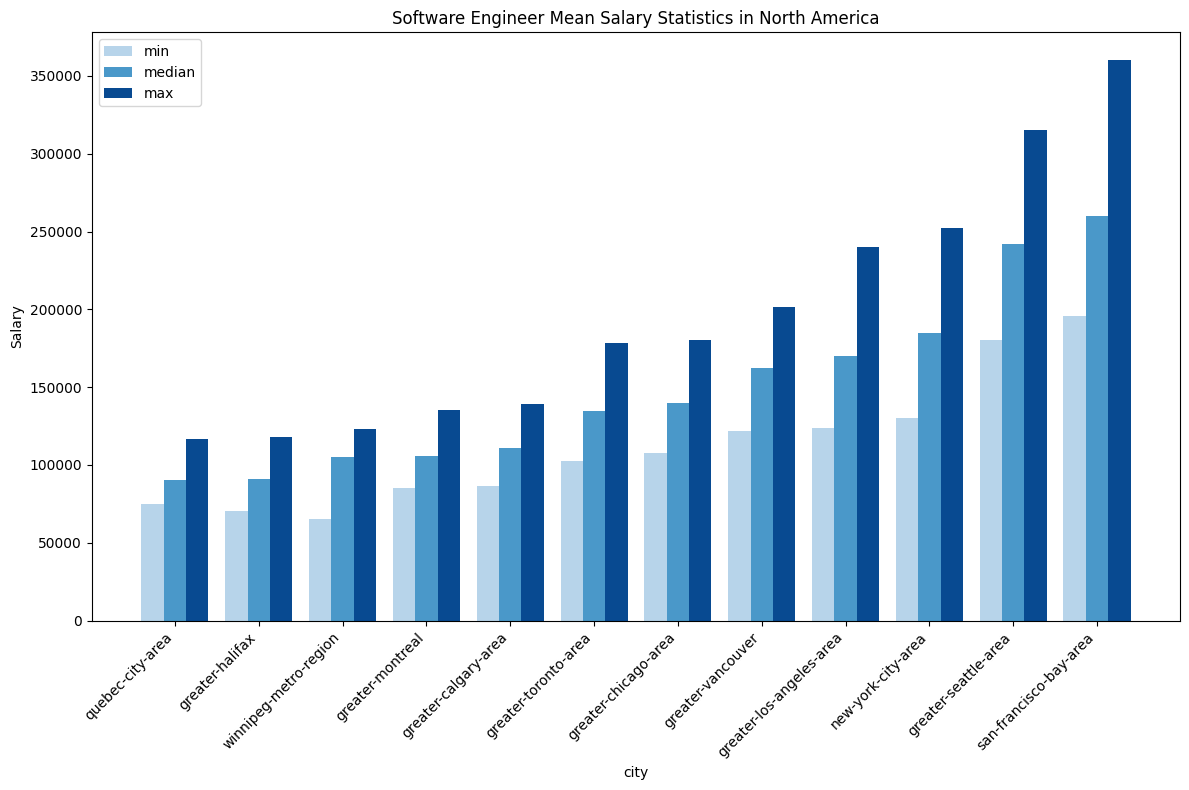 Software Engineer Mean Salary Statistics in North America
min
median
max
Salary
350000
300000
250000
200000
150000
100000
50000
0
quebec-city-area
greater-halifax
winnipeg-metro-region
greater-montreal
greater-calgary-area
greater-toronto-area
greater-chicago-area
greater-vancouver
greater-los-angeles-area
new-york-city-area
greater-seattle-area
san-francisco-bay-area
city